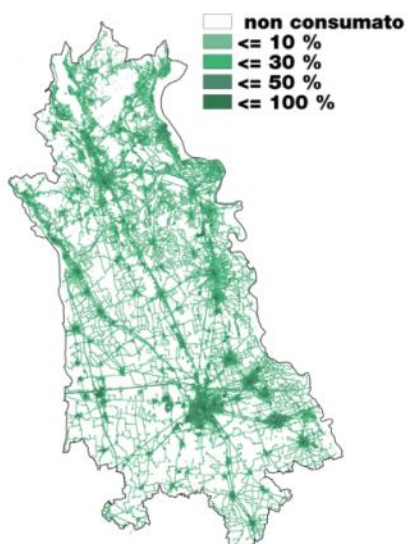 non consumato
<= 10 %
<= 30 %
<= 50 %
<= 100 %